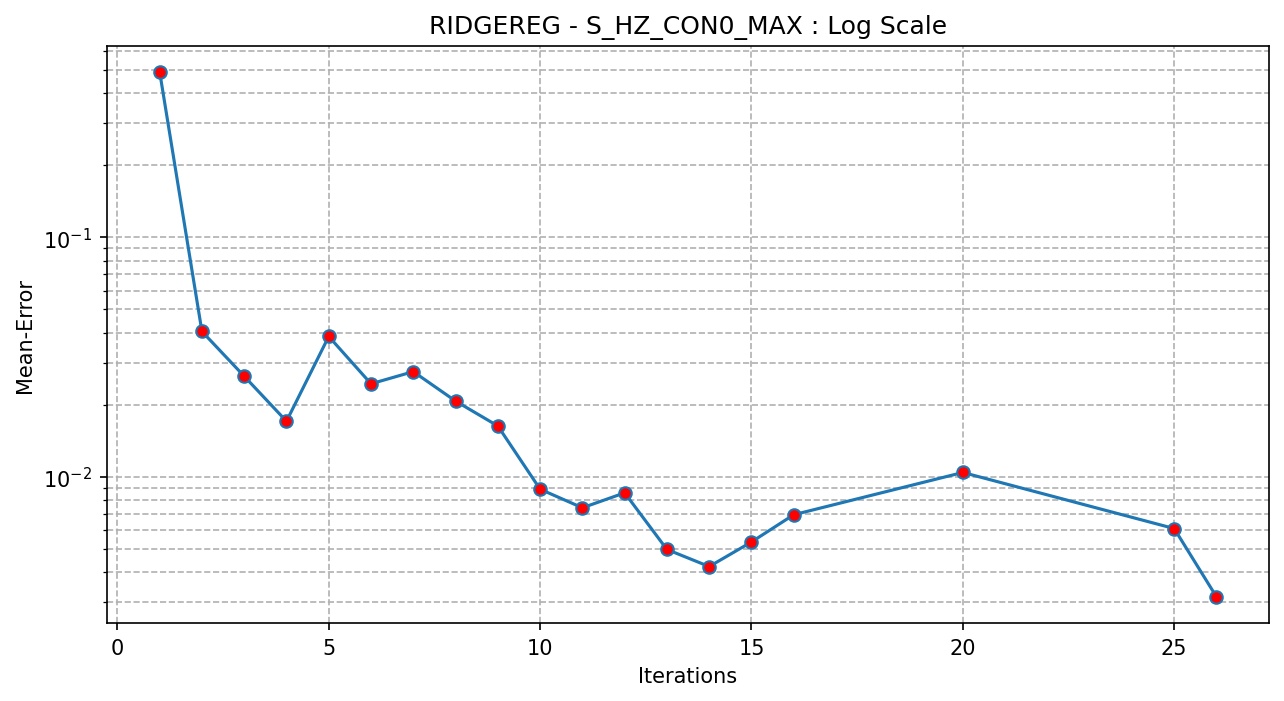 RIDGEREG - S_HZ_CON0_MAX : Log Scale
Mean-Error
10⁻¹
10⁻²
0 5 10 15 20 25
Iterations